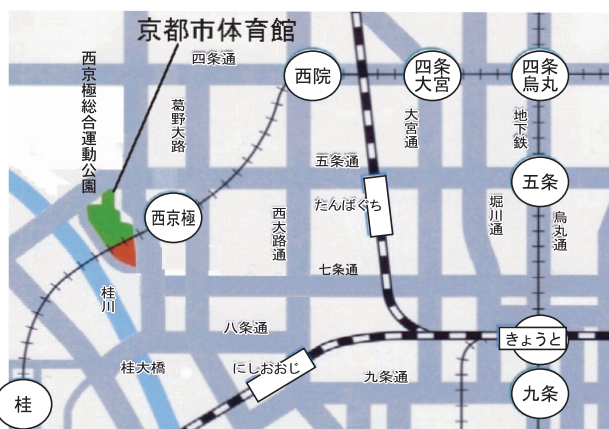 京都市体育館
四条通
西京極総合運動公園
葛野大路
西院
四条
大宮
四条
烏丸
大宮通
地下鉄
五条通
五条
たんばぐち
西京極
西大路通
堀川通
烏丸通
七条通
桂川
八条通
きょうと
桂大橋
にしおおじ
九条通
九条
桂